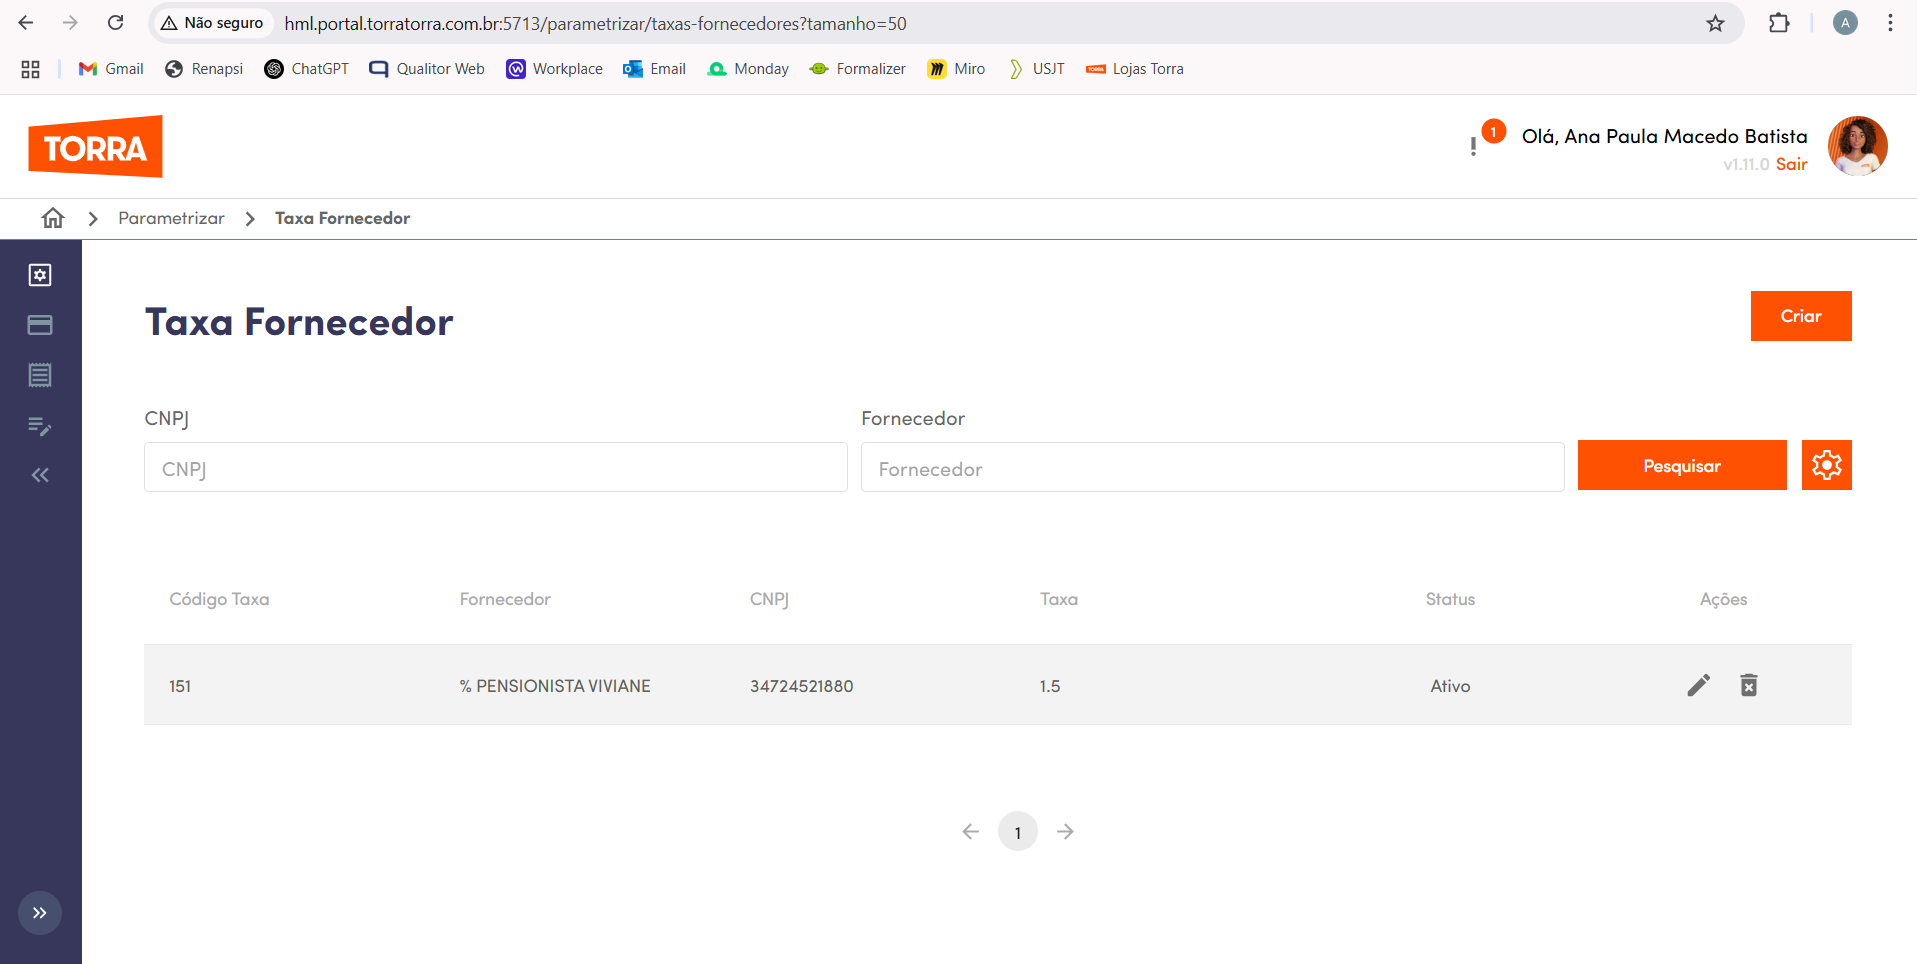 Não seguro
hml.portal.torratorra.com.br:5713/parametrizar/taxas-fornecedores?tamanho=50
A
Gmail
Renapsi
ChatGPT
Qualitor Web
Workplace
Email
Monday
Formalizer
Miro
USJT
Lojas Torra
TORRA
1
Olá, Ana Paula Macedo Batista
v1.11.0 Sair
Parametrizar
Taxa Fornecedor
Taxa Fornecedor
Criar
CNPJ
Fornecedor
CNPJ
Fornecedor
Pesquisar
Código Taxa
Fornecedor
CNPJ
Taxa
Status
Ações
151
% PENSIONISTA VIVIANE
34724521880
1.5
Ativo
1